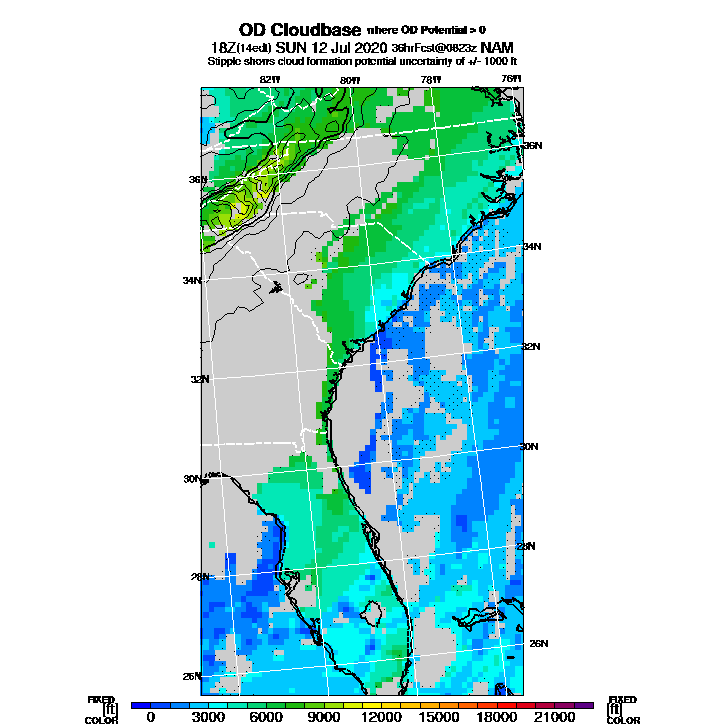 OD Cloudbase where OD Potential > 0
18Z(14edt) SUN 12 Jul 2020 36hrFcst@0823z NAM
Stipple shows cloud formation potential uncertainty of +/- 1000 ft
82W 80W 78W 76W
36N
36N
34N
34N
32N
32N
30N
30N
28N
28N
26N
26N
FIXED [ft] COLOR
0 3000 6000 9000 12000 15000 18000 21000
FIXED [ft] COLOR